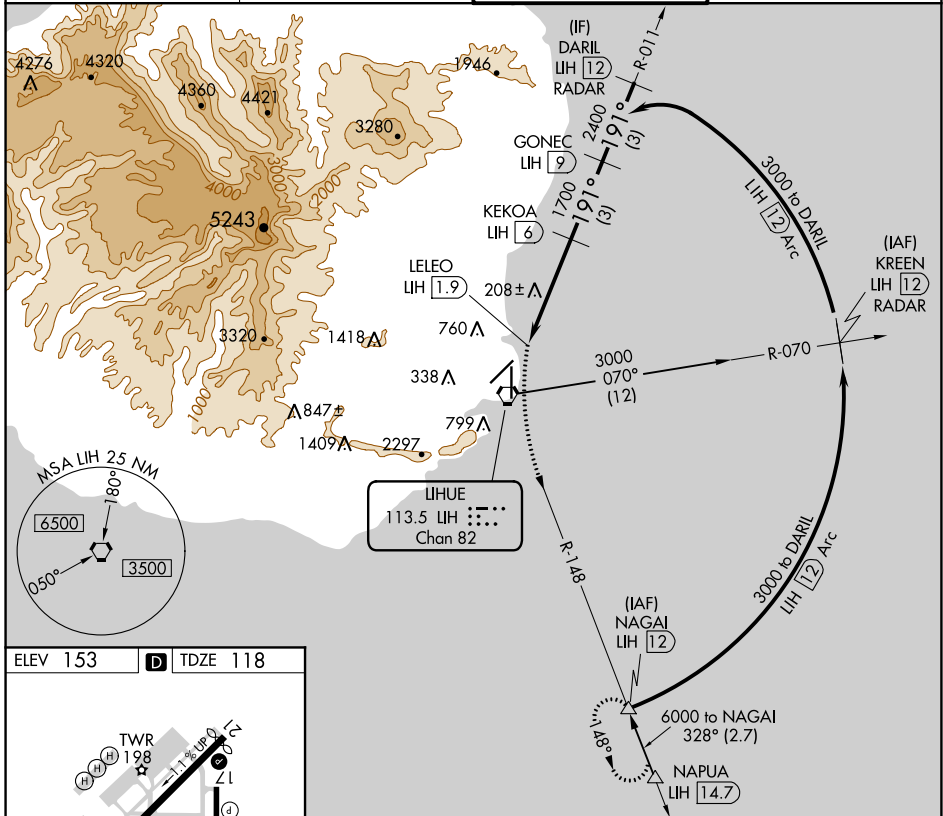 4276
4320
4360
4421
1946
3280
4000
3000
2000
5243
3320
1000
1418
760
208±
338
847±
1409
2297
799
(IF)
DARIL
LIH 12
RADAR
R-011
2400
191°
(3)
GONEC
LIH 9
1700
191°
(3)
KEKOA
LIH 6
LELEO
LIH 1.9
3000 to DARIL
LIH 12 Arc
(IAF)
KREEN
LIH 12
RADAR
3000
070°
(12)
R-070
LIHUE
113.5 LIH
Chan 82
R-148
3000 to DARIL
LIH 12 Arc
(IAF)
NAGAI
LIH 12
148°
6000 to NAGAI
328° (2.7)
NAPUA
LIH 14.7
MSA LIH 25 NM
180°
6500
050°
3500
ELEV 153
D
TDZE 118
TWR
198
H
H
H
1.1% UP
21
P
17
P